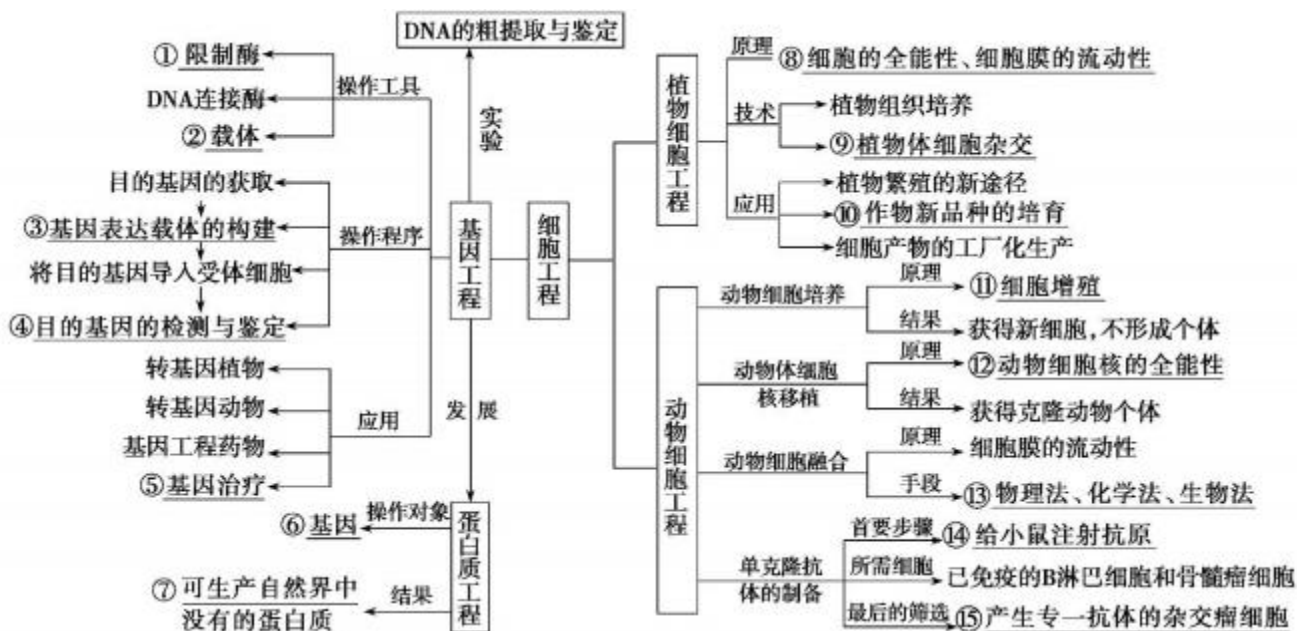 DNA的粗提取与鉴定
①限制酶
DNA连接酶
②载体
操作工具
实验
目的基因的获取
③基因表达载体的构建
将目的基因导入受体细胞
④目的基因的检测与鉴定
操作程序
基因工程
转基因植物
转基因动物
基因工程药物
⑤基因治疗
应用
发展
⑥基因
操作对象
⑦可生产自然界中
没有的蛋白质
结果
蛋白质工程
细胞工程
植物细胞工程
原理
⑧细胞的全能性、细胞膜的流动性
技术
植物组织培养
⑨植物体细胞杂交
应用
植物繁殖的新途径
⑩作物新品种的培育
细胞产物的工厂化生产
动物细胞工程
动物细胞培养
原理
⑪细胞增殖
结果
获得新细胞，不形成个体
动物体细胞
核移植
原理
⑫动物细胞核的全能性
结果
获得克隆动物个体
动物细胞融合
原理
细胞膜的流动性
手段
⑬物理法、化学法、生物法
单克隆抗
体的制备
首要步骤
⑭给小鼠注射抗原
所需细胞
已免疫的B淋巴细胞和骨髓瘤细胞
最后的筛选
⑮产生专一抗体的杂交瘤细胞